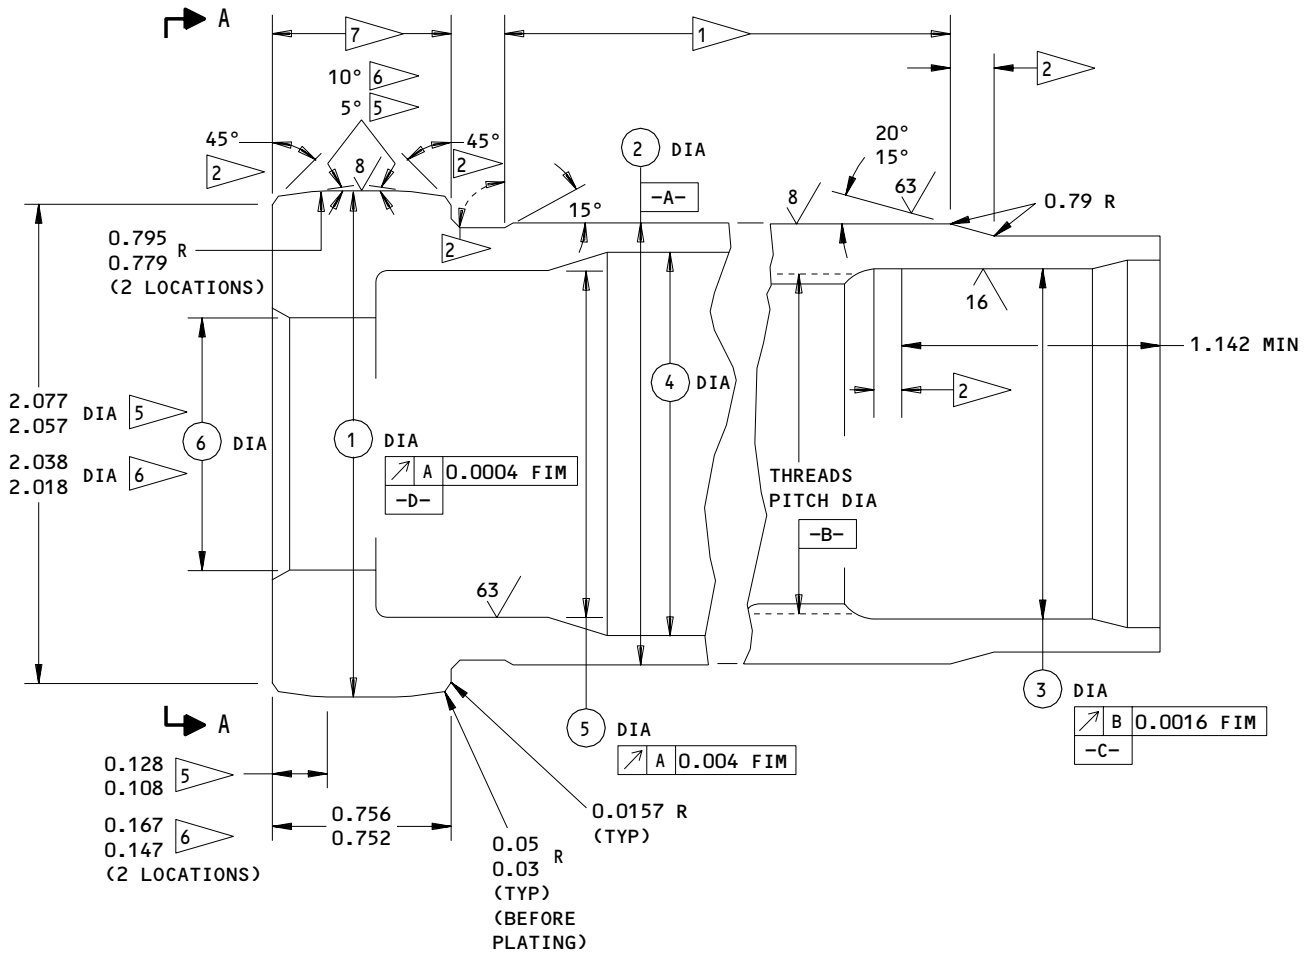 A
7
1
2
10° 6
5° 5
45°
2
8
45°
2
2
15°
2 DIA
-A-
8
20°
15°
63
0.79 R
0.795
0.779 R
(2 LOCATIONS)
16
1.142 MIN
2
4 DIA
2.077
2.057 DIA 5
2.038
2.018 DIA 6
6 DIA
1 DIA
A 0.0004 FIM
-D-
THREADS
PITCH DIA
-B-
63
3 DIA
B 0.0016 FIM
-C-
5 DIA
A 0.004 FIM
A
0.128
0.108 5
0.167
0.147 6
(2 LOCATIONS)
0.756
0.752
0.0157 R
(TYP)
0.05
0.03 R
(TYP)
(BEFORE
PLATING)